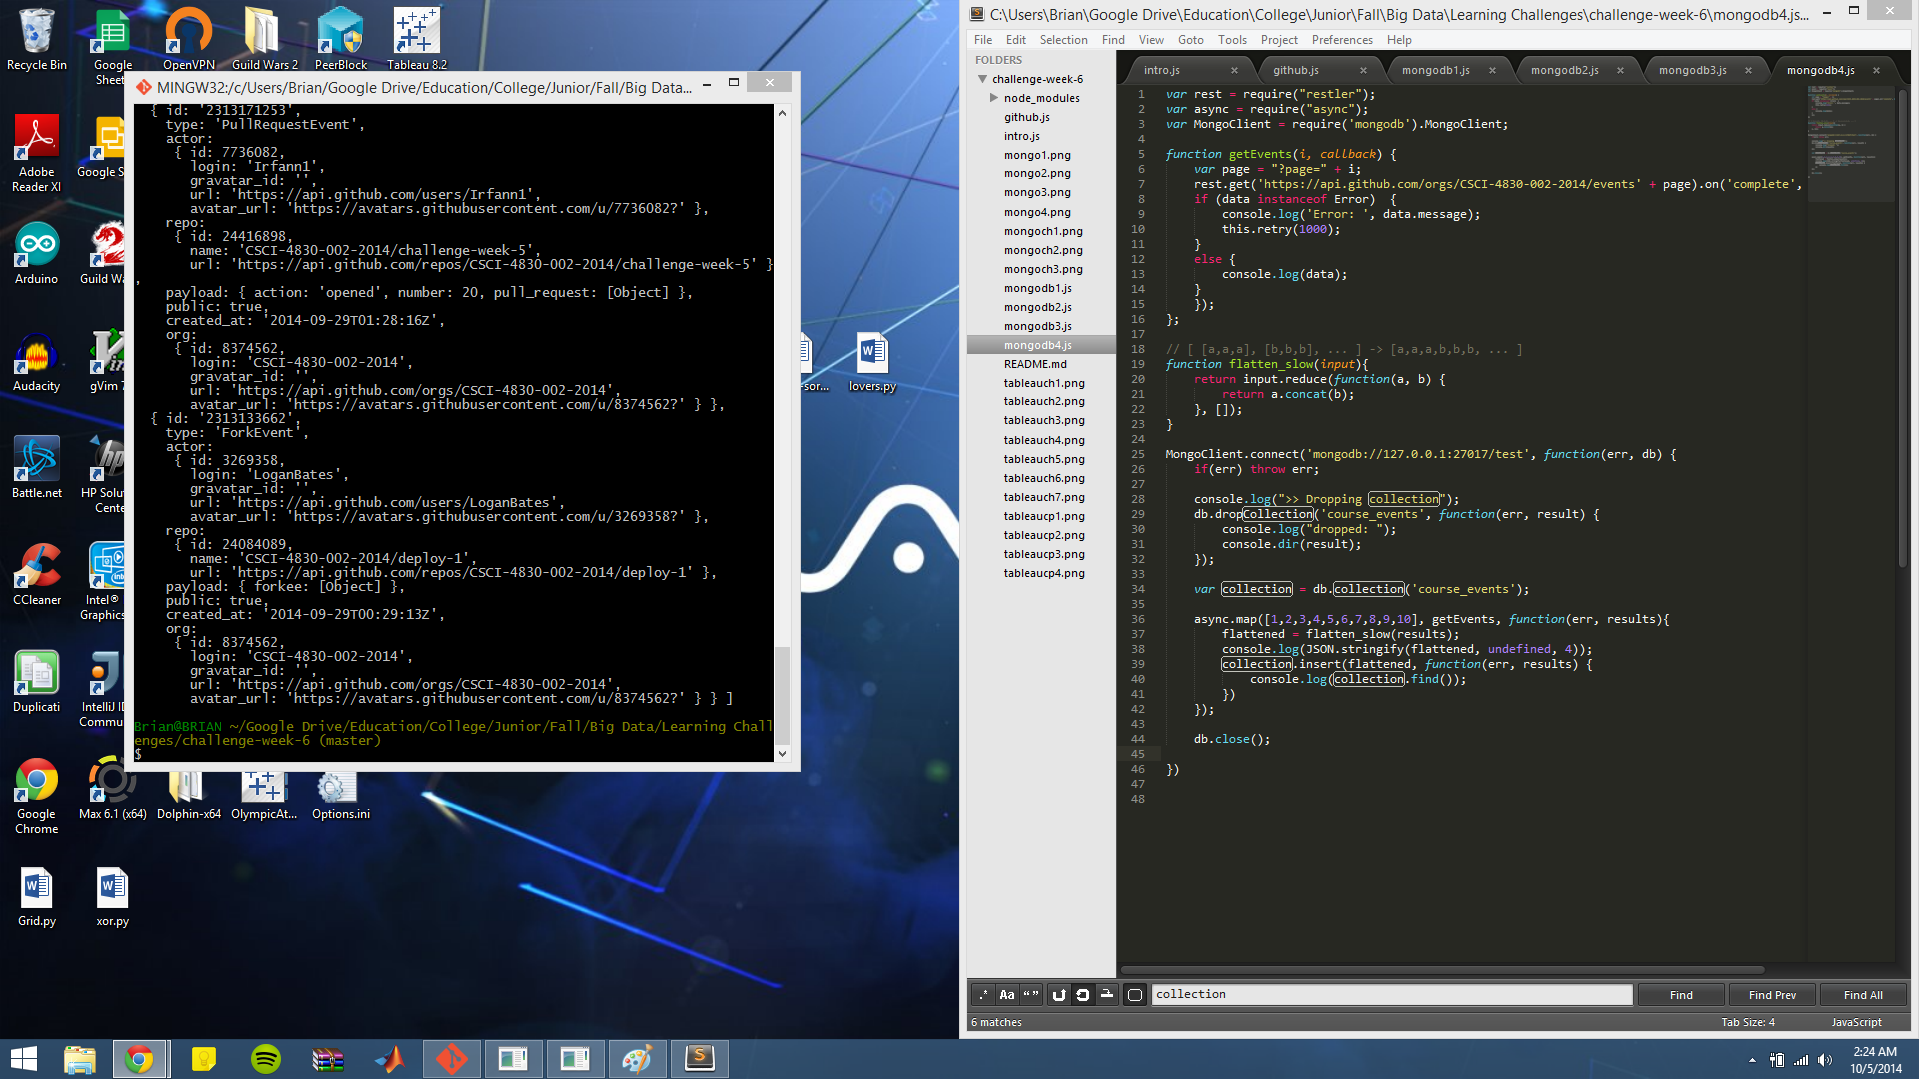 Recycle Bin
Google Sheet
OpenVPN
Guild Wars 2
PeerBlock
Tableau 8.2
Adobe Reader XI
Google S
Arduino
Guild Wa
Audacity
gVim 7
Battle.net
HP Solut Center
CCleaner
Intel® Graphics
Duplicati
IntelliJ ID Commu
Google Chrome
Max 6.1 (x64)
Dolphin-x64
OlympicAt...
Options.ini
Grid.py
xor.py
sor...
lovers.py
MINGW32:/c/Users/Brian/Google Drive/Education/College/Junior/Fall/Big Data...
{ id: '2313171253',
type: 'PullRequestEvent',
actor:
{ id: 7736082,
login: 'Irfann1',
gravatar_id: '',
url: 'https://api.github.com/users/Irfann1',
avatar_url: 'https://avatars.githubusercontent.com/u/7736082?' },
repo:
{ id: 24416898,
name: 'CSCI-4830-002-2014/challenge-week-5',
url: 'https://api.github.com/repos/CSCI-4830-002-2014/challenge-week-5' }
,
payload: { action: 'opened', number: 20, pull_request: [Object] },
public: true,
created_at: '2014-09-29T01:28:16Z',
org:
{ id: 8374562,
login: 'CSCI-4830-002-2014',
gravatar_id: '',
url: 'https://api.github.com/orgs/CSCI-4830-002-2014',
avatar_url: 'https://avatars.githubusercontent.com/u/8374562?' } },
{ id: '2313133662',
type: 'ForkEvent',
actor:
{ id: 3269358,
login: 'LoganBates',
gravatar_id: '',
url: 'https://api.github.com/users/LoganBates',
avatar_url: 'https://avatars.githubusercontent.com/u/3269358?' },
repo:
{ id: 24084089,
name: 'CSCI-4830-002-2014/deploy-1',
url: 'https://api.github.com/repos/CSCI-4830-002-2014/deploy-1' },
payload: { forkee: [Object] },
public: true,
created_at: '2014-09-29T00:29:13Z',
org:
{ id: 8374562,
login: 'CSCI-4830-002-2014',
gravatar_id: '',
url: 'https://api.github.com/orgs/CSCI-4830-002-2014',
avatar_url: 'https://avatars.githubusercontent.com/u/8374562?' } } ]
Brian@BRIAN ~/Google Drive/Education/College/Junior/Fall/Big Data/Learning Chall
enges/challenge-week-6 (master)
$
C:\Users\Brian\Google Drive\Education\College\Junior\Fall\Big Data\Learning Challenges\challenge-week-6\mongodb4.js...
File Edit Selection Find View Goto Tools Project Preferences Help
FOLDERS
challenge-week-6
node_modules
github.js
intro.js
mongo1.png
mongo2.png
mongo3.png
mongo4.png
mongoch1.png
mongoch2.png
mongoch3.png
mongodb1.js
mongodb2.js
mongodb3.js
mongodb4.js
README.md
tableauch1.png
tableauch2.png
tableauch3.png
tableauch4.png
tableauch5.png
tableauch6.png
tableauch7.png
tableaucp1.png
tableaucp2.png
tableaucp3.png
tableaucp4.png
intro.js github.js mongodb1.js mongodb2.js mongodb3.js mongodb4.js
1 var rest = require("restler");
2 var async = require("async");
3 var MongoClient = require('mongodb').MongoClient;
4
5 function getEvents(i, callback) {
6 var page = "?page=" + i;
7 rest.get('https://api.github.com/orgs/CSCI-4830-002-2014/events' + page).on('complete',
8 if (data instanceof Error) {
9 console.log('Error: ', data.message);
10 this.retry(1000);
11 }
12 else {
13 console.log(data);
14 }
15 });
16 };
17
18 // [ [a,a,a], [b,b,b], ... ] -> [a,a,a,b,b,b, ... ]
19 function flatten_slow(input){
20 return input.reduce(function(a, b) {
21 return a.concat(b);
22 }, []);
23 }
24
25 MongoClient.connect('mongodb://127.0.0.1:27017/test', function(err, db) {
26 if(err) throw err;
27
28 console.log(">> Dropping collection");
29 db.dropCollection('course_events', function(err, result) {
30 console.log("dropped: ");
31 console.dir(result);
32 });
33
34 var collection = db.collection('course_events');
35
36 async.map([1,2,3,4,5,6,7,8,9,10], getEvents, function(err, results){
37 flattened = flatten_slow(results);
38 console.log(JSON.stringify(flattened, undefined, 4));
39 collection.insert(flattened, function(err, results) {
40 console.log(collection.find());
41 })
42 });
43
44 db.close();
45
46 })
47
48
.* Aa “” collection Find Find Prev Find All
6 matches Tab Size: 4 JavaScript
2:24 AM
10/5/2014